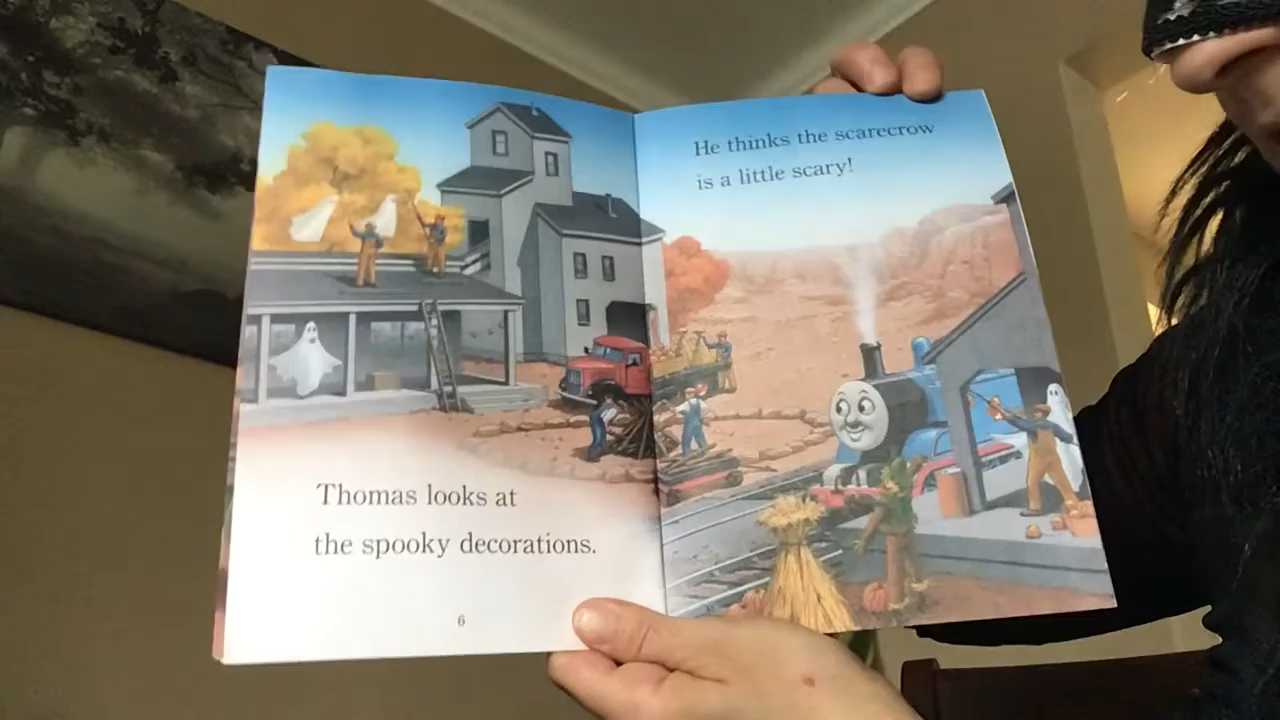 Thomas looks at
the spooky decorations.
6
He thinks the scarecrow
is a little scary!